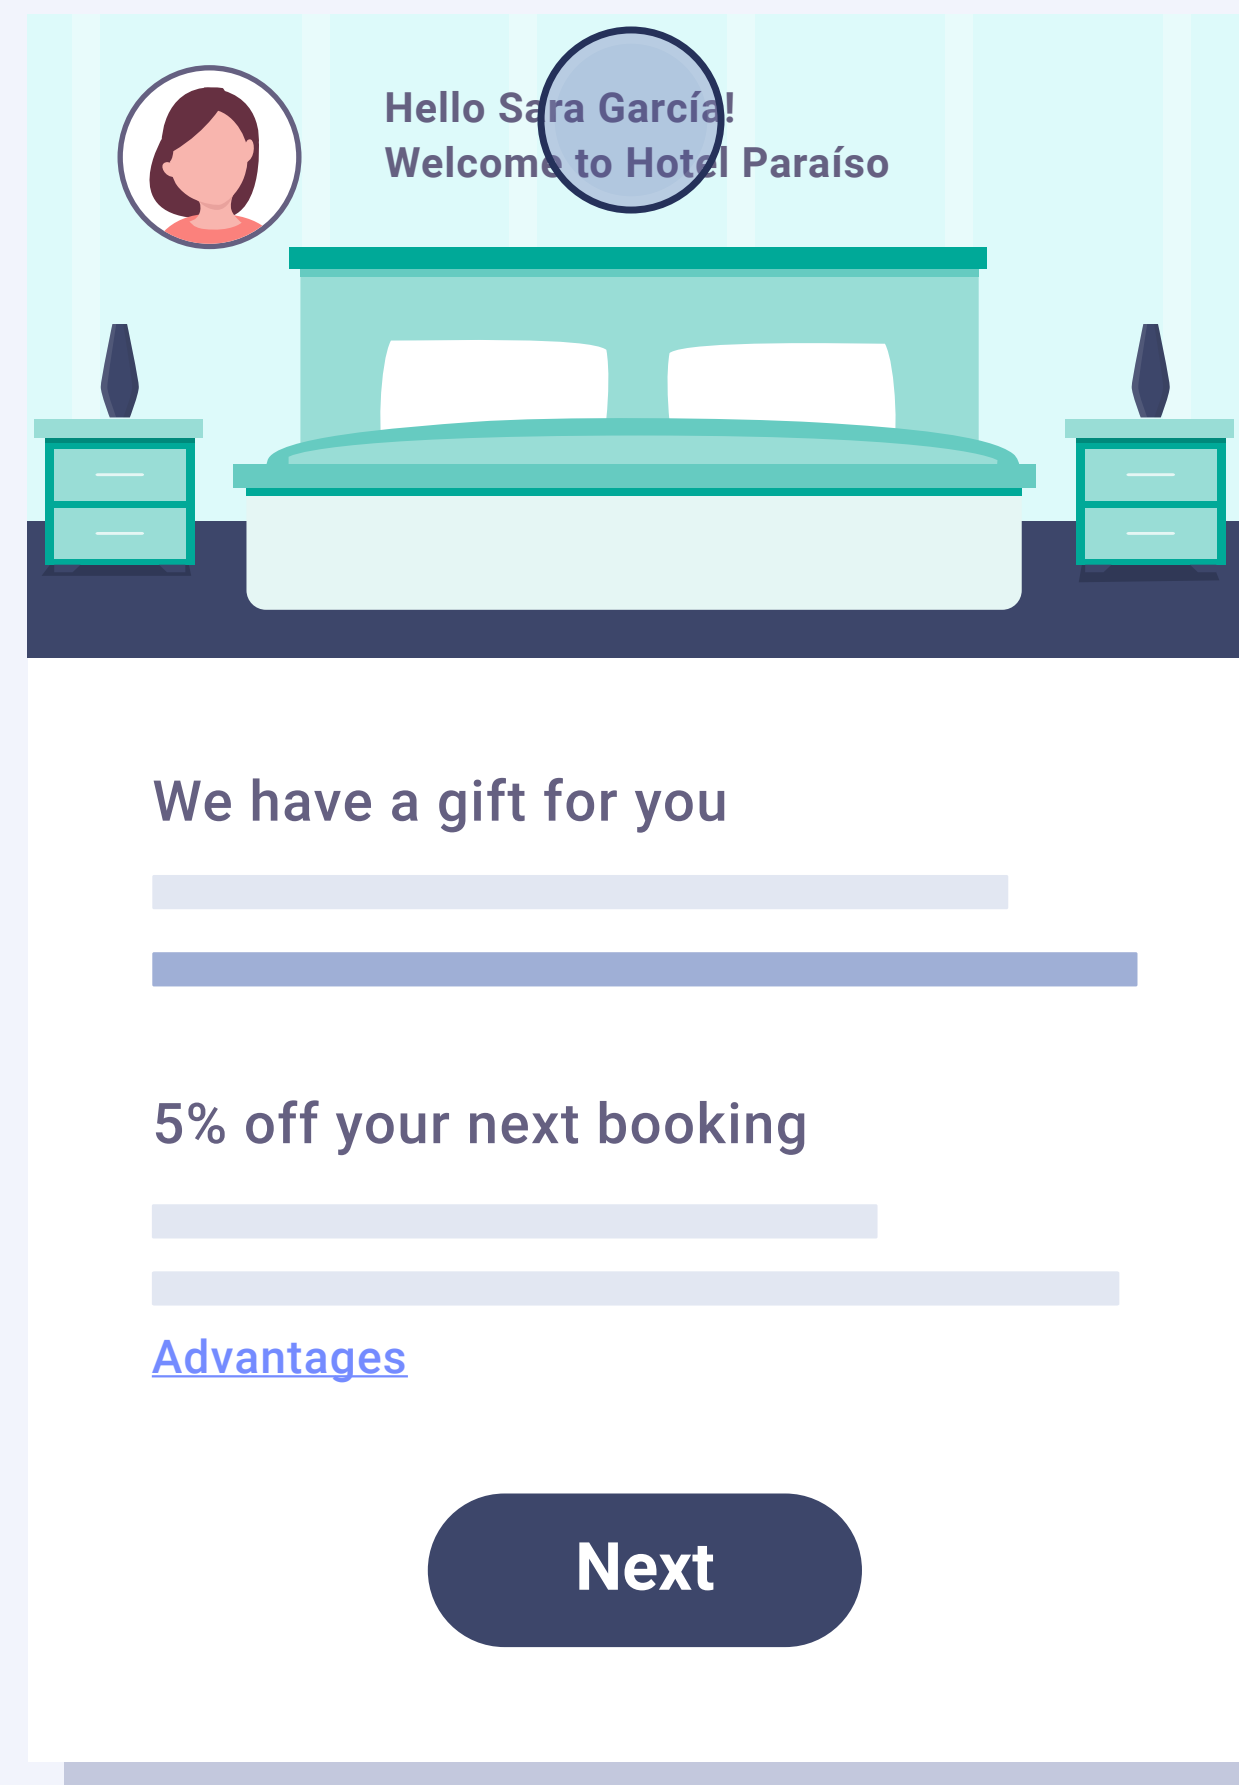 Hello Sara García!
Welcome to Hotel Paraíso
We have a gift for you
5% off your next booking
Advantages
Next